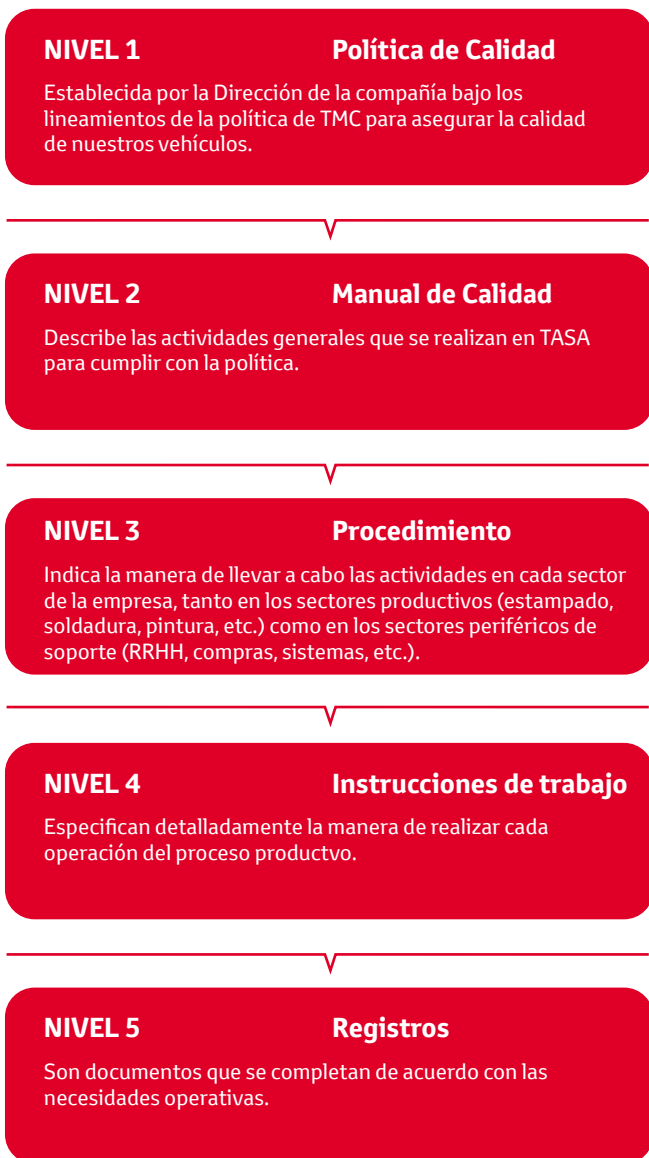 NIVEL 1 Política de Calidad
Establecida por la Dirección de la compañía bajo los
lineamientos de la política de TMC para asegurar la calidad
de nuestros vehículos.
NIVEL 2 Manual de Calidad
Describe las actividades generales que se realizan en TASA
para cumplir con la política.
NIVEL 3 Procedimiento
Indica la manera de llevar a cabo las actividades en cada sector
de la empresa, tanto en los sectores productivos (estampado,
soldadura, pintura, etc.) como en los sectores periféricos de
soporte (RRHH, compras, sistemas, etc.).
NIVEL 4 Instrucciones de trabajo
Especifican detalladamente la manera de realizar cada
operación del proceso productvo.
NIVEL 5 Registros
Son documentos que se completan de acuerdo con las
necesidades operativas.